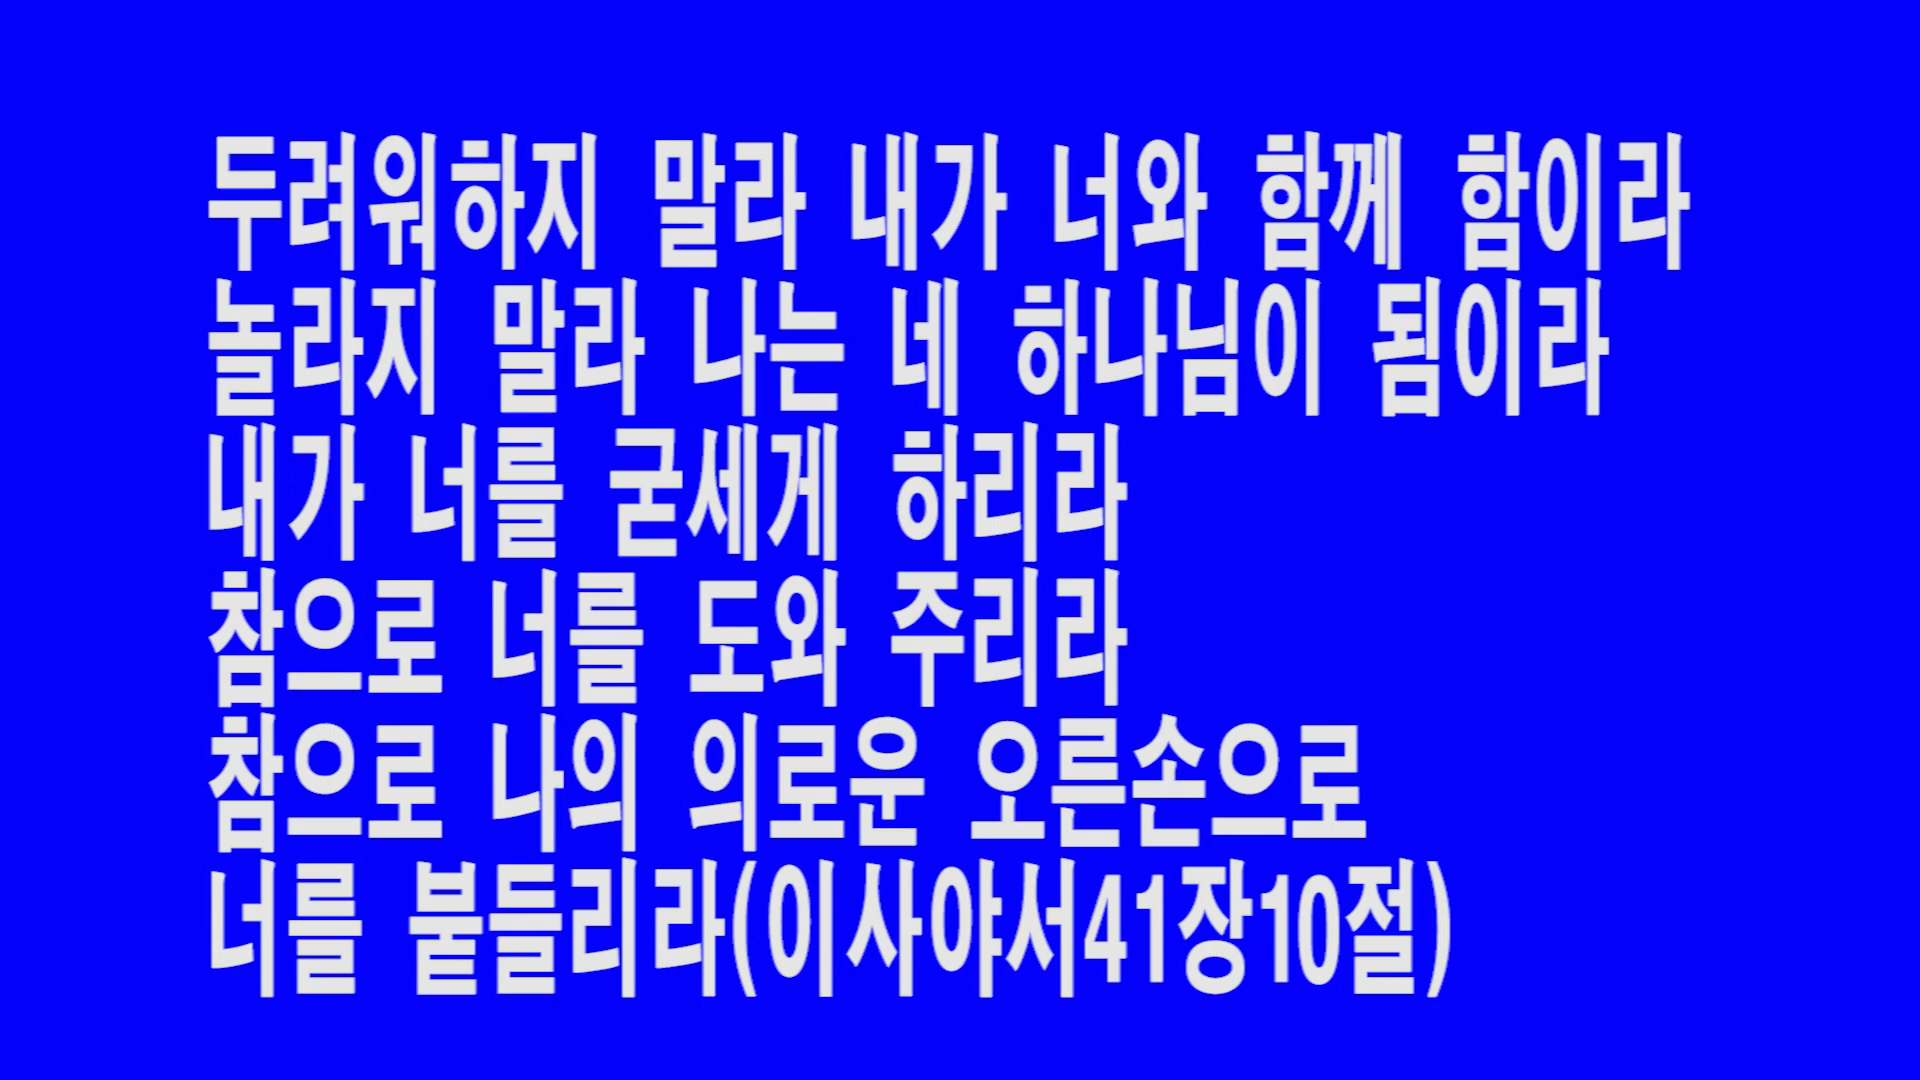 두려워하지 말라 내가 너와 함께 함이라
놀라지 말라 나는 네 하나님이 됨이라
내가 너를 굳세게 하리라
참으로 너를 도와 주리라
참으로 나의 의로운 오른손으로
너를 붙들리라(이사야서41장10절)